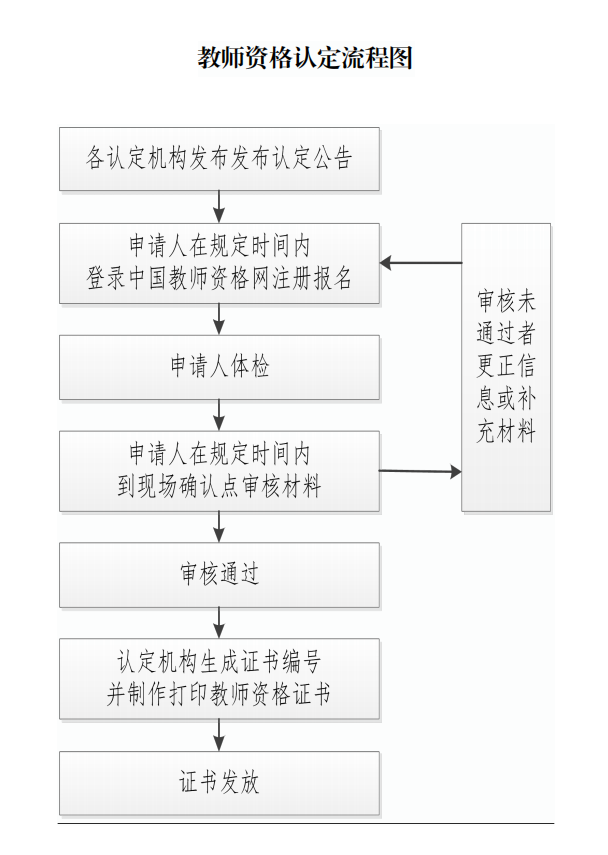 教师资格认定流程图
各认定机构发布发布认定公告
申请人在规定时间内
登录中国教师资格网注册报名
申请人体检
申请人在规定时间内
到现场确认点审核材料
审核通过
认定机构生成证书编号
并制作打印教师资格证书
证书发放
审核未
通过者
更正信
息或补
充材料